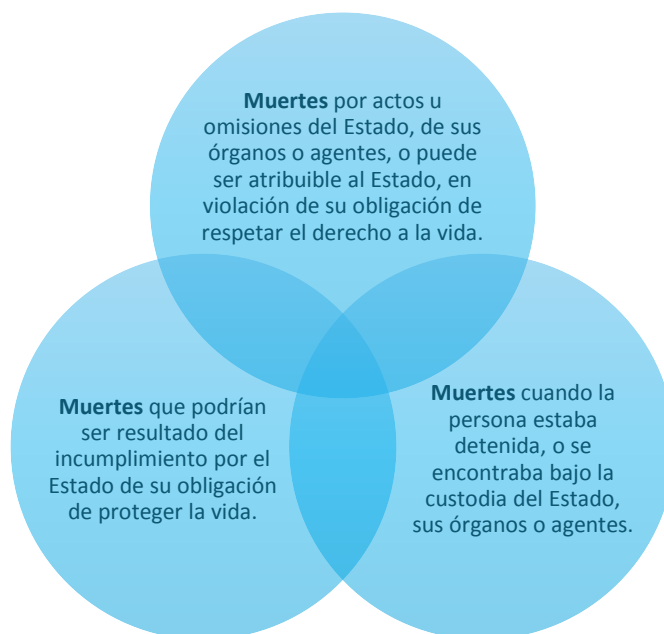 Muertes por actos u
omisiones del Estado, de sus
órganos o agentes, o puede
ser atribuible al Estado, en
violación de su obligación de
respetar el derecho a la vida.
Muertes que podrían
ser resultado del
incumplimiento por el
Estado de su obligación
de proteger la vida.
Muertes cuando la
persona estaba
detenida, o se
encontraba bajo la
custodia del Estado,
sus órganos o agentes.